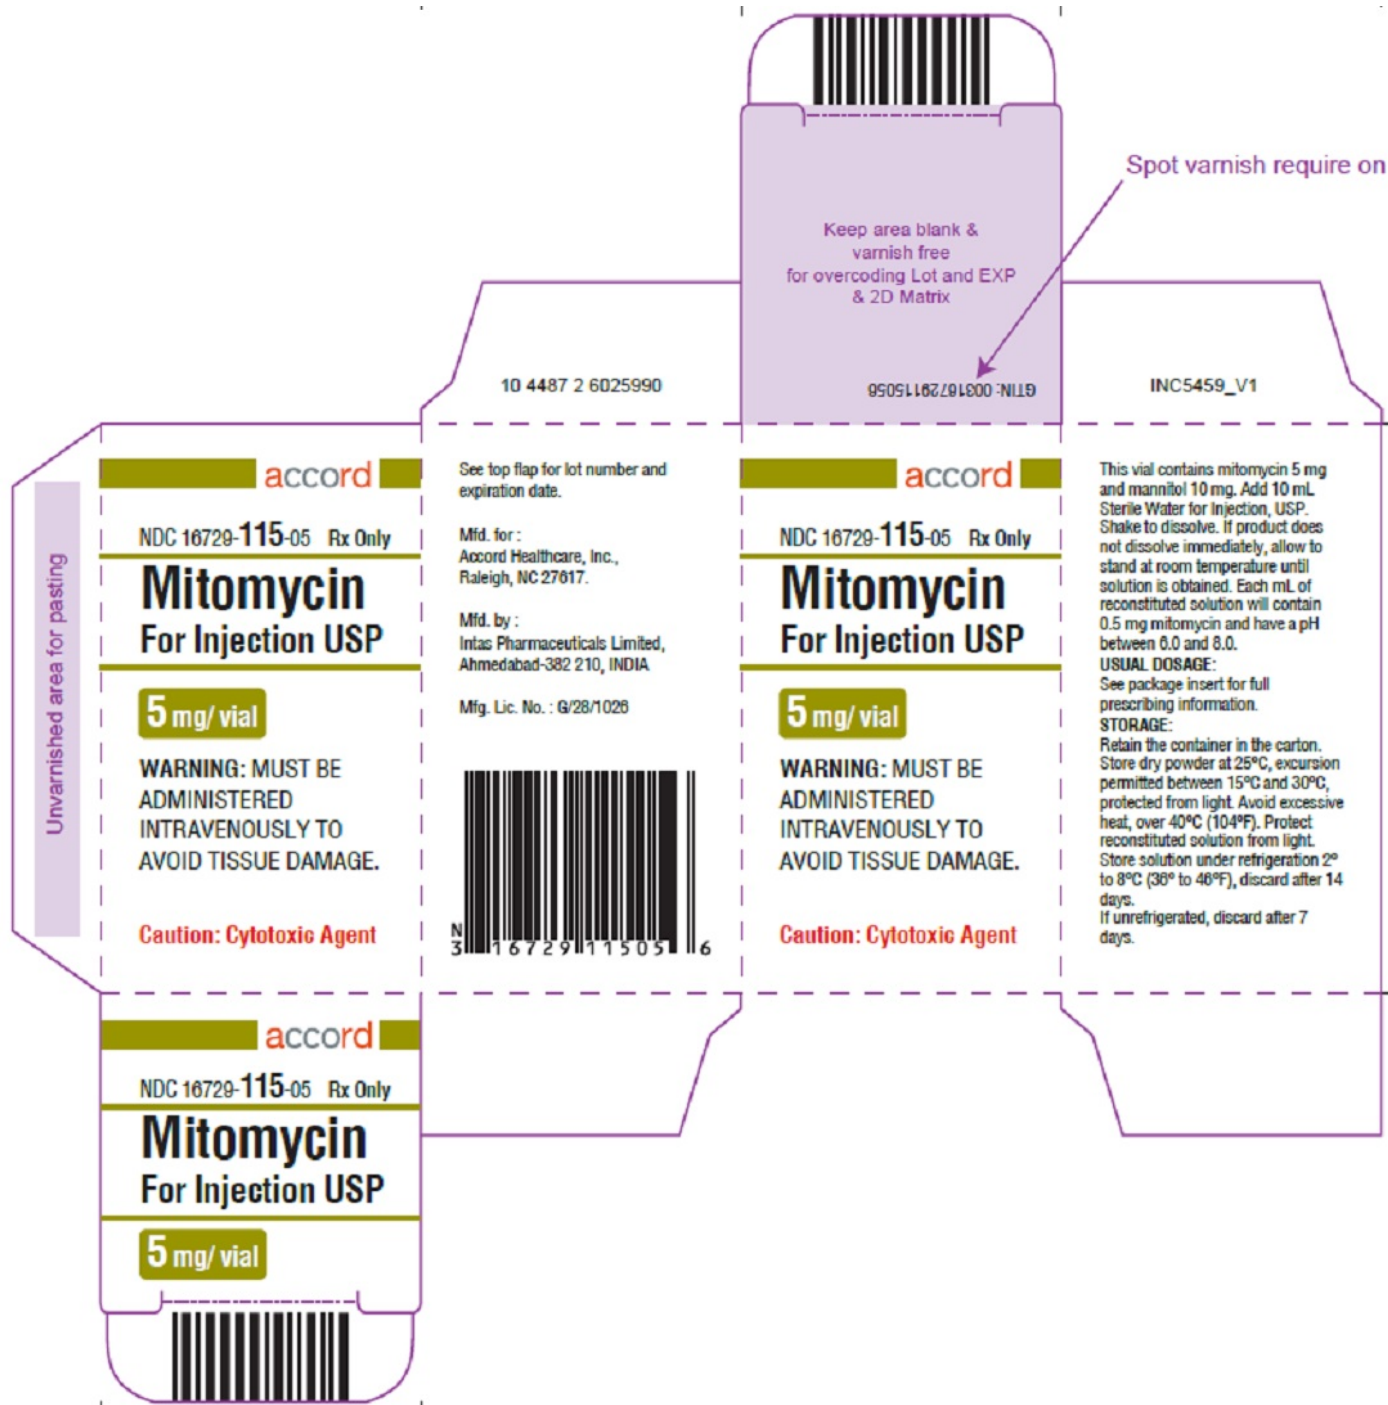 Spot varnish require on
Keep area blank &
varnish free
for overcoding Lot and EXP
& 2D Matrix
GTIN: 00316729115056
10 4487 2 6025990
INC5459_V1
Unvarnished area for pasting
accord
NDC 16729-115-05 Rx Only
Mitomycin
For Injection USP
5 mg/ vial
WARNING: MUST BE
ADMINISTERED
INTRAVENOUSLY TO
AVOID TISSUE DAMAGE.
Caution: Cytotoxic Agent
See top flap for lot number and
expiration date.
Mfd. for :
Accord Healthcare, Inc.,
Raleigh, NC 27617.
Mfd. by :
Intas Pharmaceuticals Limited,
Ahmedabad-382 210, INDIA
Mfg. Lic. No. : G/28/1026
N
3 16729 11505 6
accord
NDC 16729-115-05 Rx Only
Mitomycin
For Injection USP
5 mg/ vial
WARNING: MUST BE
ADMINISTERED
INTRAVENOUSLY TO
AVOID TISSUE DAMAGE.
Caution: Cytotoxic Agent
This vial contains mitomycin 5 mg
and mannitol 10 mg. Add 10 mL
Sterile Water for Injection, USP.
Shake to dissolve. If product does
not dissolve immediately, allow to
stand at room temperature until
solution is obtained. Each mL of
reconstituted solution will contain
0.5 mg mitomycin and have a pH
between 6.0 and 8.0.
USUAL DOSAGE:
See package insert for full
prescribing information.
STORAGE:
Retain the container in the carton.
Store dry powder at 25ºC, excursion
permitted between 15ºC and 30ºC,
protected from light. Avoid excessive
heat, over 40ºC (104ºF). Protect
reconstituted solution from light.
Store solution under refrigeration 2º
to 8ºC (36º to 46ºF), discard after 14
days.
If unrefrigerated, discard after 7
days.
accord
NDC 16729-115-05 Rx Only
Mitomycin
For Injection USP
5 mg/ vial